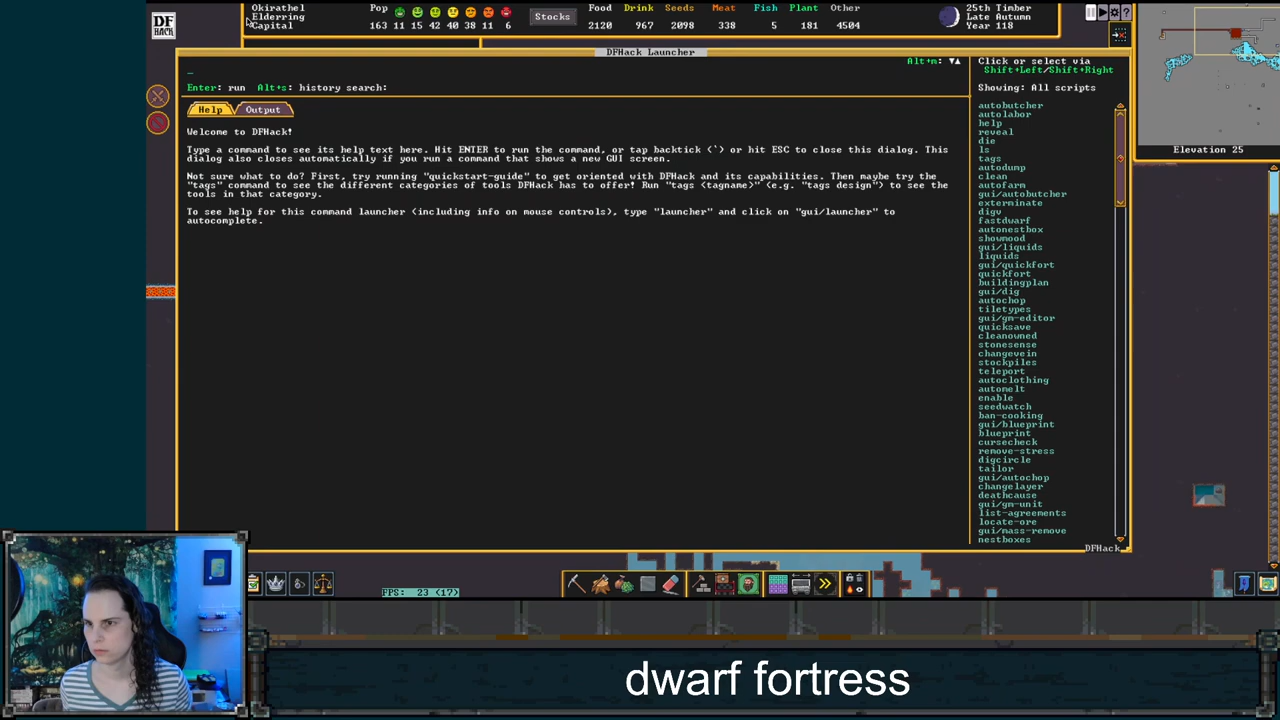 DF
HACK
Okirathel
Elderring
Capital
Pop
163 11 15 42 40 38 11 6
Stocks
Food Drink Seeds Meat Fish Plant Other
2120 967 2098 338 5 181 4504
25th Timber
Late Autumn
Year 118
Elevation 25
DFHack Launcher
Alt+m:
_
Enter: run Alt+s: history search:
Help Output
Welcome to DFHack!
Type a command to see its help text here. Hit ENTER to run the command, or tap backtick (`) or hit ESC to close this dialog. This
dialog also closes automatically if you run a command that shows a new GUI screen.
Not sure what to do? First, try running "quickstart-guide" to get oriented with DFHack and its capabilities. Then maybe try the
"tags" command to see the different categories of tools DFHack has to offer! Run "tags <tagname>" (e.g. "tags design") to see the
tools in that category.
To see help for this command launcher (including info on mouse controls), type "launcher" and click on "gui/launcher" to
autocomplete.
Click or select via
Shift+Left/Shift+Right
Showing: All scripts
autobutcher
autolabor
help
reveal
die
ls
tags
autodump
clean
autofarm
gui/autobutcher
exterminate
digv
fastdwarf
autonestbox
showmood
gui/liquids
liquids
gui/quickfort
quickfort
buildingplan
gui/dig
autochop
tiletypes
gui/gm-editor
quicksave
cleanowned
stonesense
changevein
stockpiles
teleport
autoclothing
automelt
enable
seedwatch
ban-cooking
gui/blueprint
blueprint
cursecheck
remove-stress
digcircle
tailor
gui/autochop
changelayer
deathcause
gui/gm-unit
list-agreements
locate-ore
gui/mass-remove
nestboxes
DFHack
FPS: 23 (17)
dwarf fortress